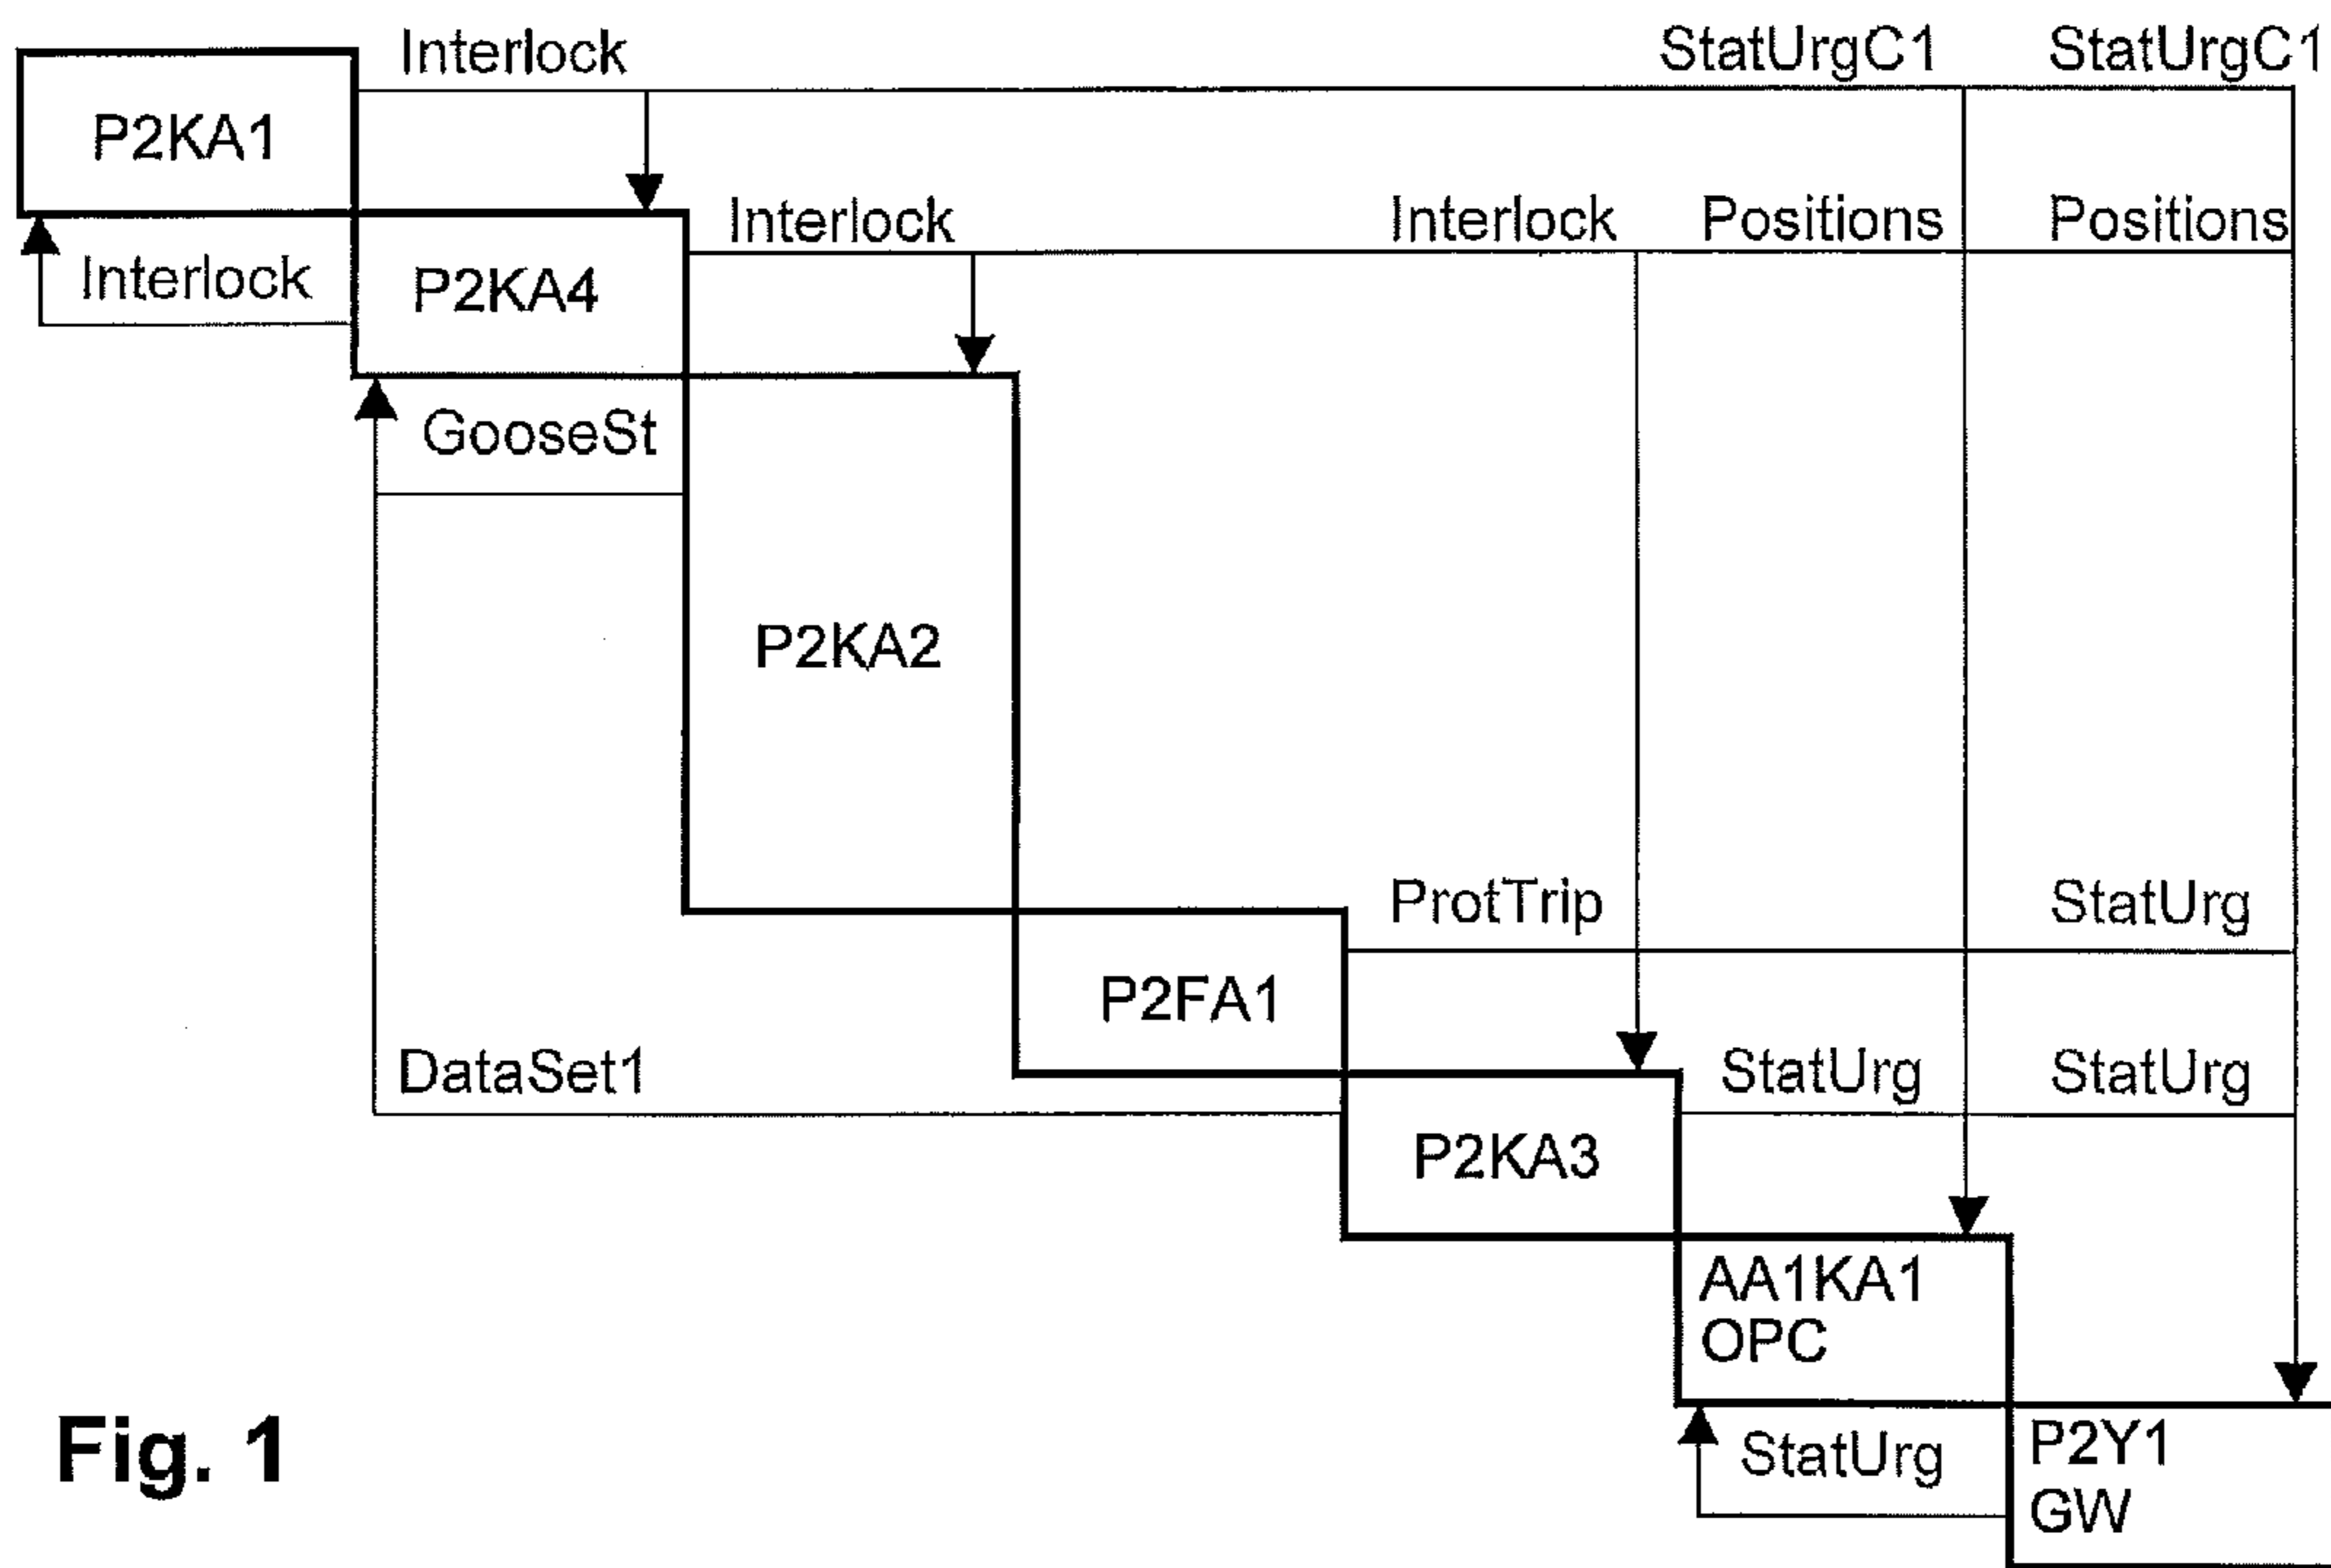 Interlock
StatUrgC1
StatUrgC1
P2KA1
Interlock
Interlock
Positions
Positions
Interlock
P2KA4
GooseSt
P2KA2
ProtTrip
StatUrg
P2FA1
DataSet1
StatUrg
StatUrg
P2KA3
AA1KA1
OPC
StatUrg
P2Y1
GW
Fig. 1